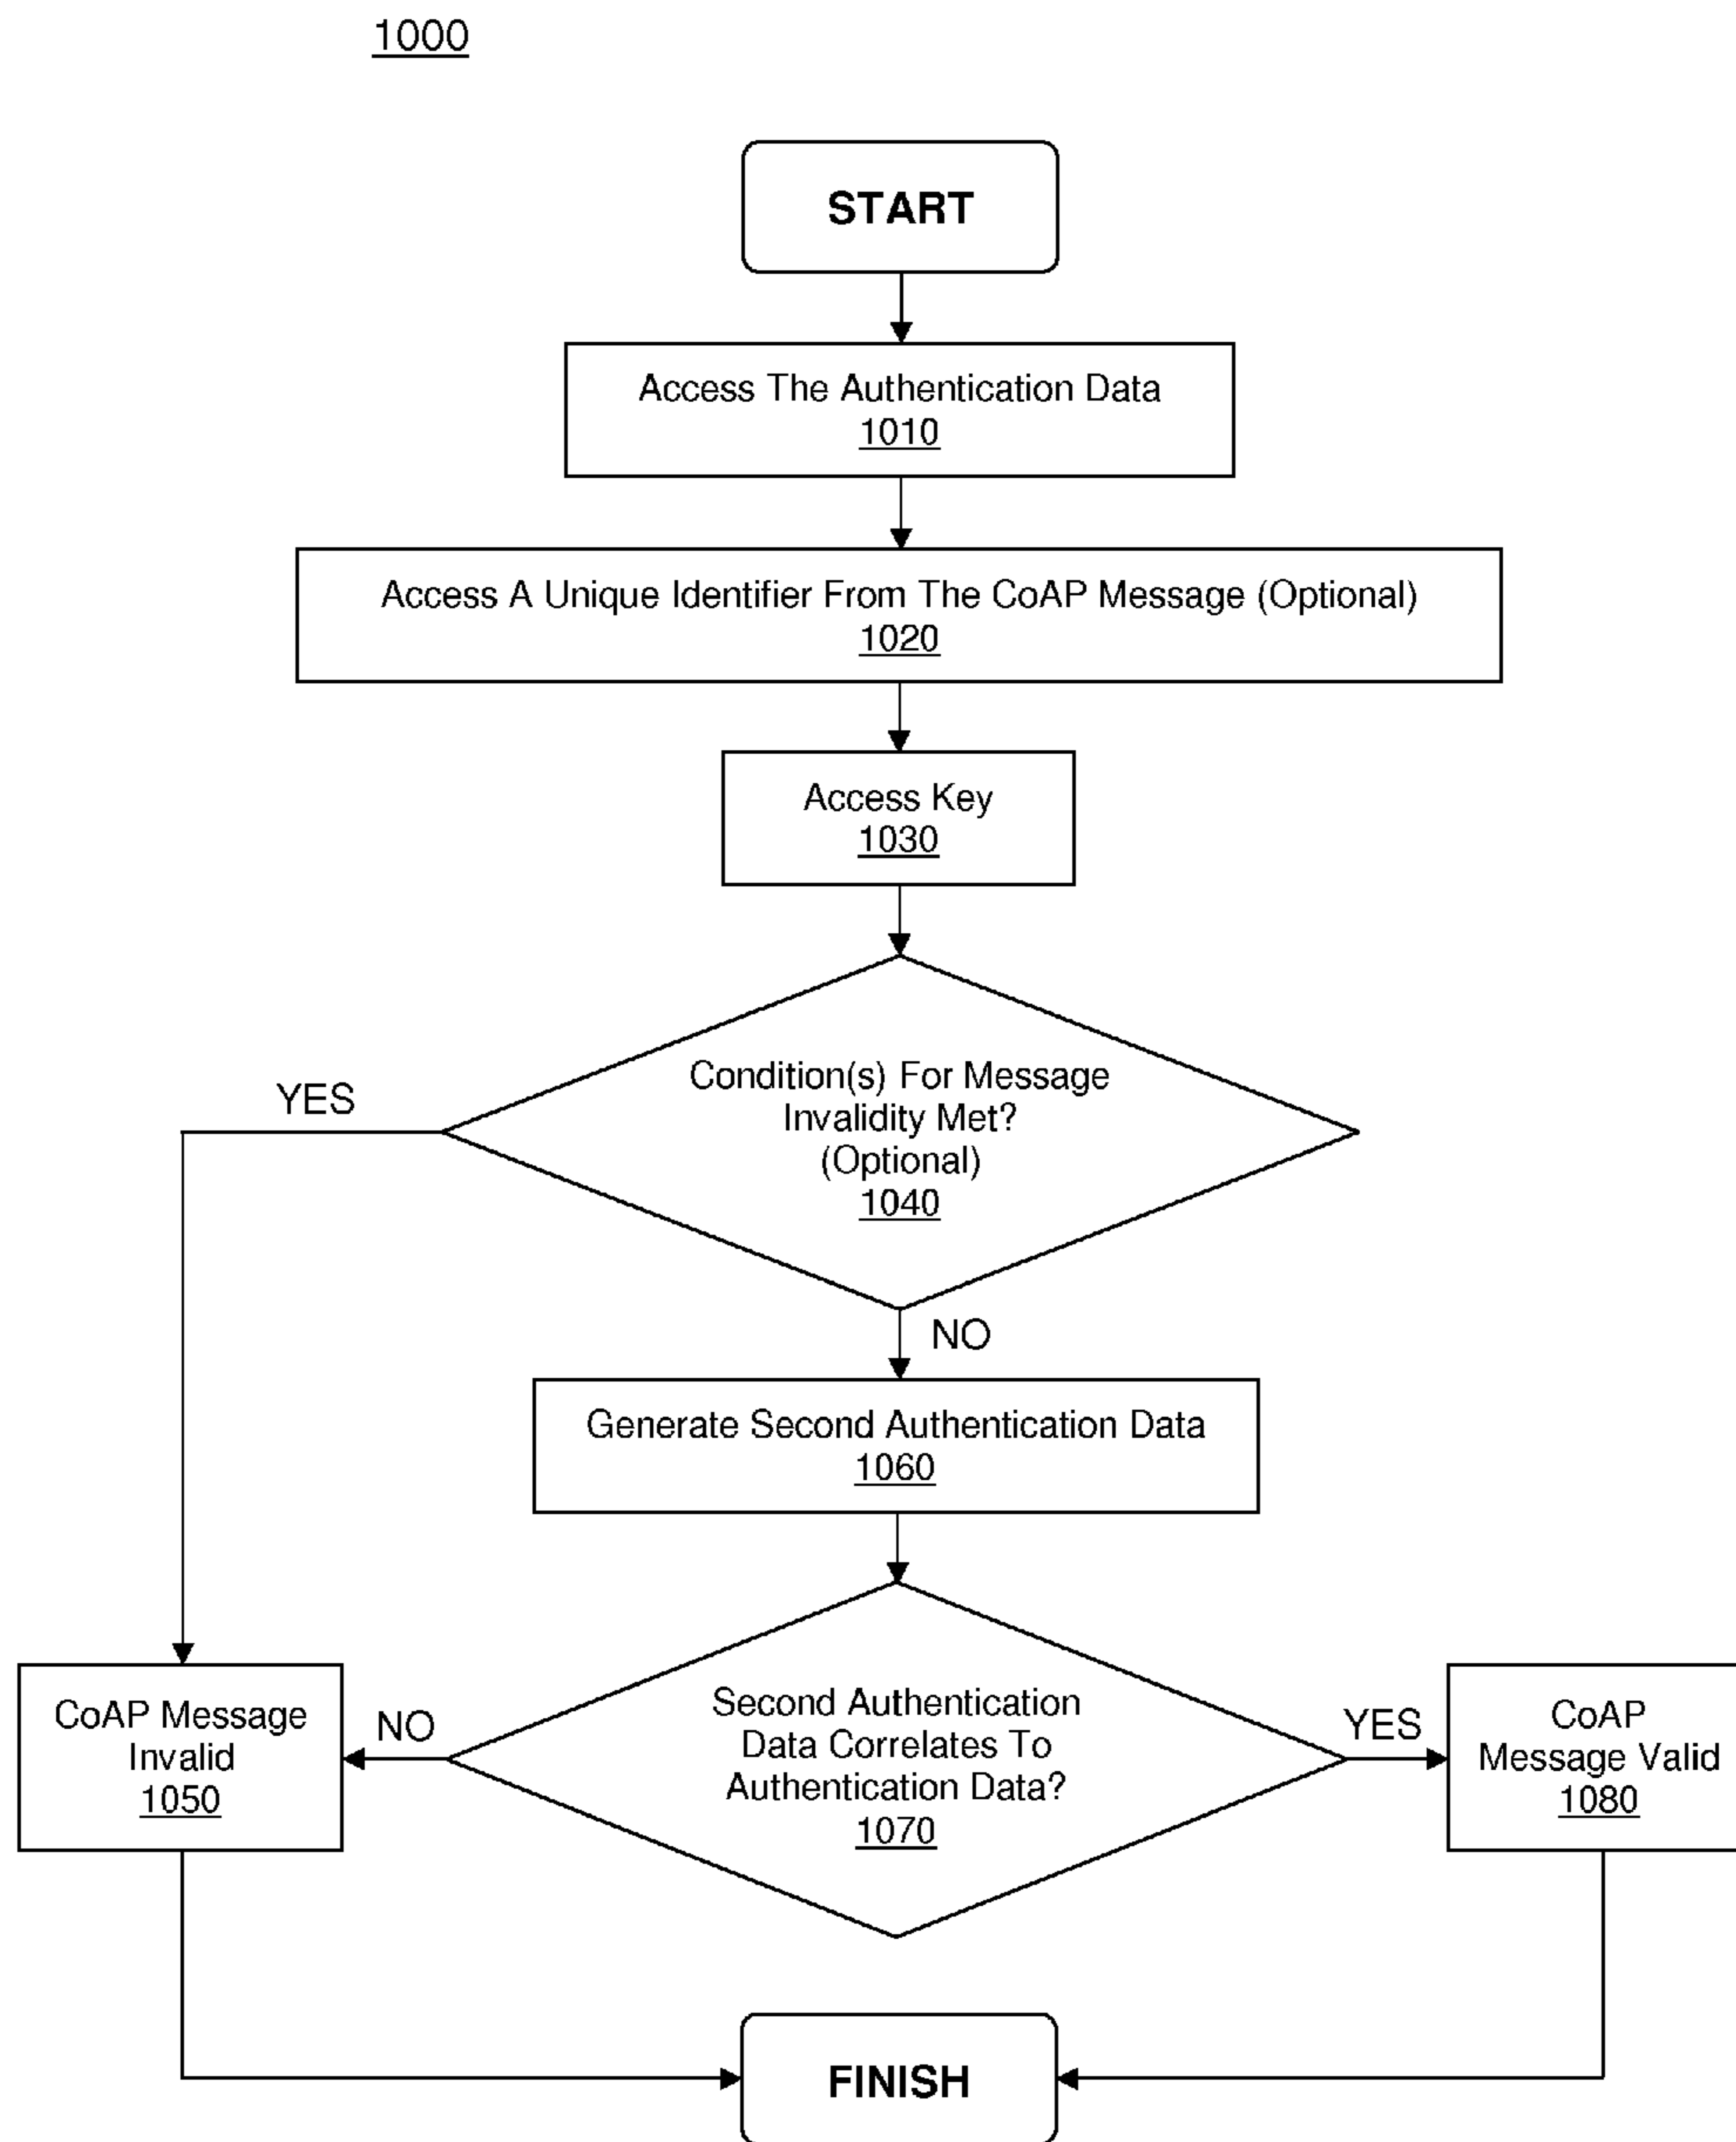 1000
START
Access The Authentication Data
1010
Access A Unique Identifier From The CoAP Message (Optional)
1020
Access Key
1030
Condition(s) For Message
Invalidity Met?
(Optional)
1040
YES
NO
Generate Second Authentication Data
1060
Second Authentication
Data Correlates To
Authentication Data?
1070
NO
YES
CoAP Message
Invalid
1050
CoAP
Message Valid
1080
FINISH